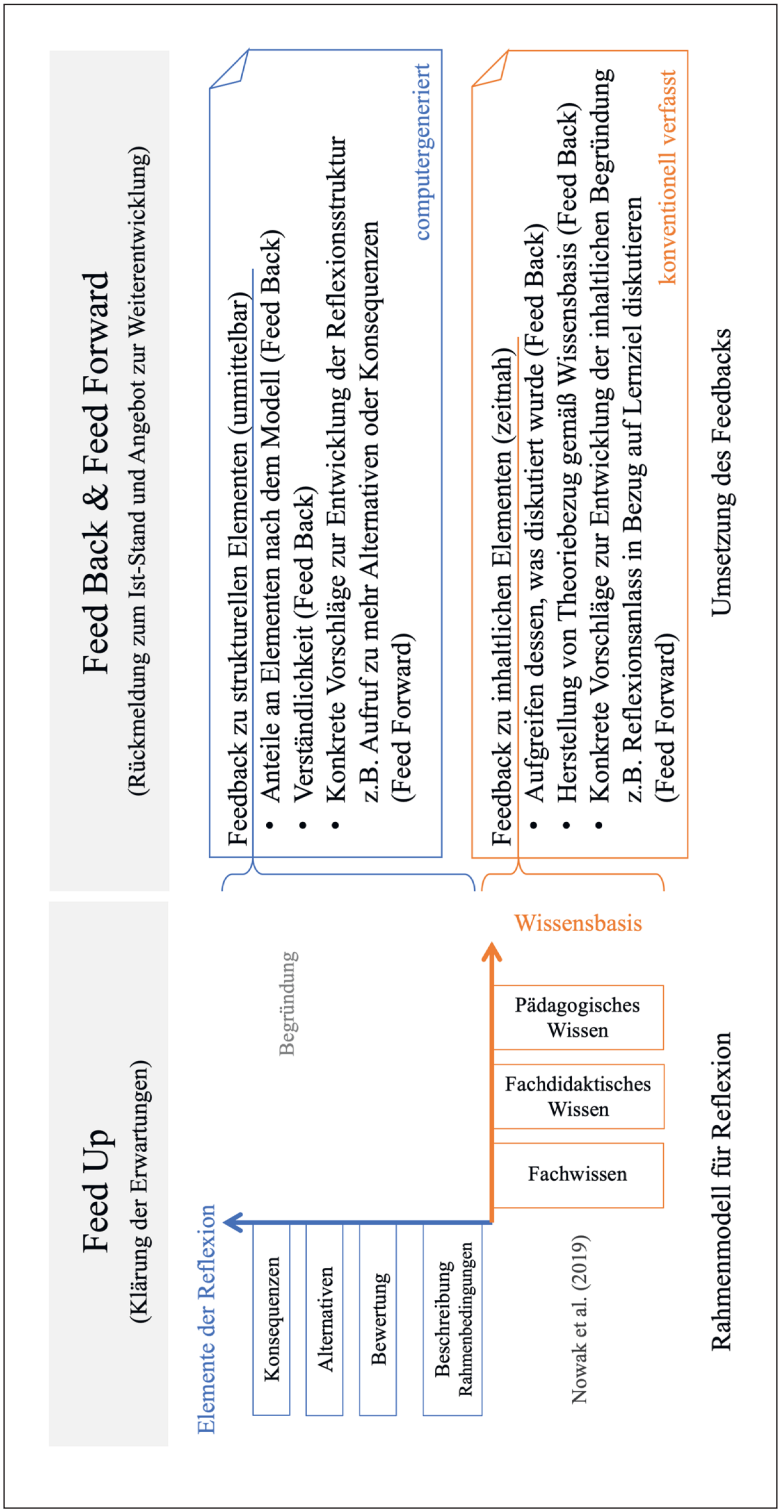 Feed Up
(Klärung der Erwartungen)
Elemente der Reflexion
Konsequenzen
Alternativen
Bewertung
Beschreibung
Rahmenbedingungen
Begründung
Wissensbasis
Fachwissen
Fachdidaktisches
Wissen
Pädagogisches
Wissen
Nowak et al. (2019)
Rahmenmodell für Reflexion
Feed Back & Feed Forward
(Rückmeldung zum Ist-Stand und Angebot zur Weiterentwicklung)
Feedback zu strukturellen Elementen (unmittelbar)
• Anteile an Elementen nach dem Modell (Feed Back)
• Verständlichkeit (Feed Back)
• Konkrete Vorschläge zur Entwicklung der Reflexionsstruktur
z.B. Aufruf zu mehr Alternativen oder Konsequenzen
(Feed Forward)
computergeneriert
Feedback zu inhaltlichen Elementen (zeitnah)
• Aufgreifen dessen, was diskutiert wurde (Feed Back)
• Herstellung von Theoriebezug gemäß Wissensbasis (Feed Back)
• Konkrete Vorschläge zur Entwicklung der inhaltlichen Begründung
z.B. Reflexionsanlass in Bezug auf Lernziel diskutieren
(Feed Forward)
konventionell verfasst
Umsetzung des Feedbacks